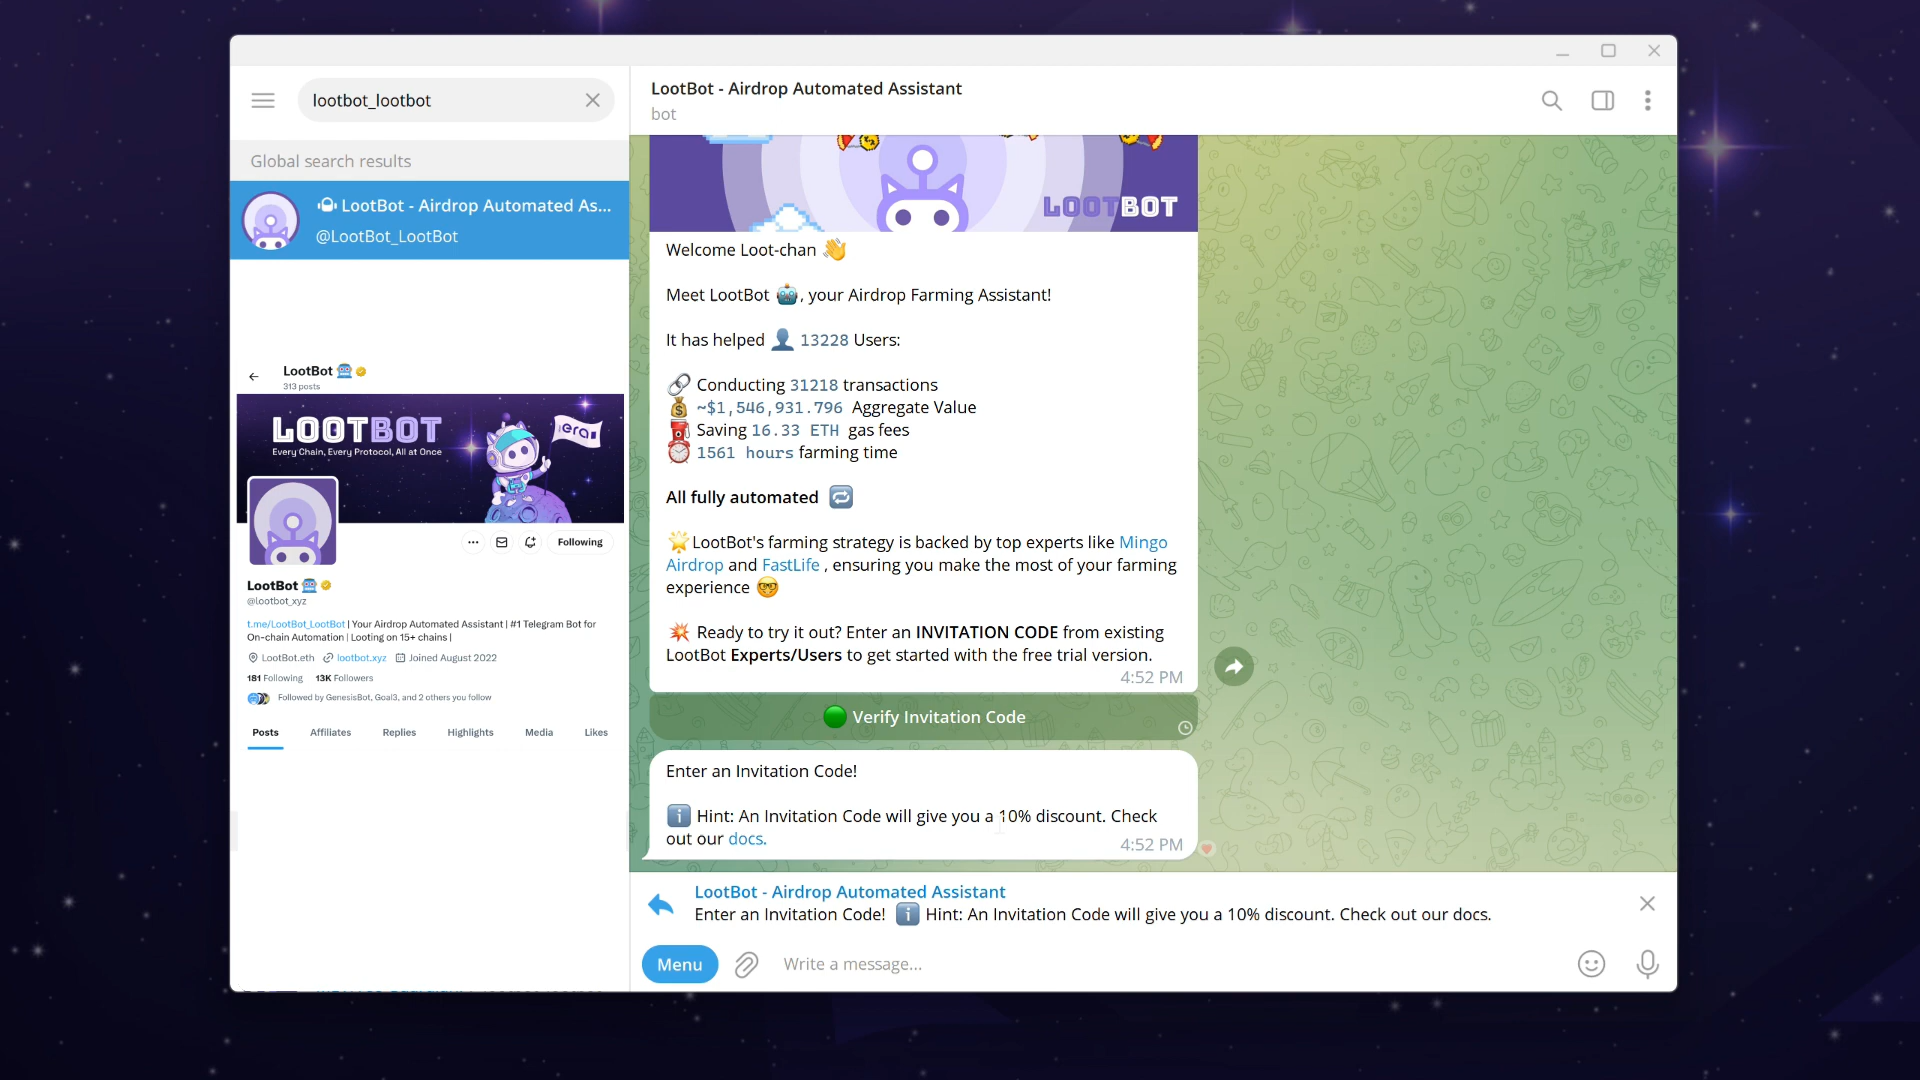 lootbot_lootbot
Global search results
LootBot - Airdrop Automated As...
@LootBot_LootBot
LootBot
313 posts
LOOTBOT
Every Chain, Every Protocol, All at Once
era
Following
LootBot
@lootbot_xyz
t.me/LootBot_LootBot | Your Airdrop Automated Assistant | #1 Telegram Bot for
On-chain Automation | Looting on 15+ chains |
LootBot.eth lootbot.xyz Joined August 2022
181 Following 13K Followers
Followed by GenesisBot, Goal3, and 2 others you follow
Posts Affiliates Replies Highlights Media Likes
LootBot - Airdrop Automated Assistant
bot
LOOTBOT
Welcome Loot-chan 👋
Meet LootBot 🤖, your Airdrop Farming Assistant!
It has helped 👤 13228 Users:
🔗 Conducting 31218 transactions
💰 ~$1,546,931.796 Aggregate Value
⛽ Saving 16.33 ETH gas fees
⏰ 1561 hours farming time
All fully automated 🔁
🌟LootBot's farming strategy is backed by top experts like Mingo
Airdrop and FastLife , ensuring you make the most of your farming
experience 🤓
💥 Ready to try it out? Enter an INVITATION CODE from existing
LootBot Experts/Users to get started with the free trial version.
4:52 PM
🟢 Verify Invitation Code
Enter an Invitation Code!
ℹ️ Hint: An Invitation Code will give you a 10% discount. Check
out our docs.
4:52 PM
LootBot - Airdrop Automated Assistant
Enter an Invitation Code! ℹ️ Hint: An Invitation Code will give you a 10% discount. Check out our docs.
Menu
Write a message...